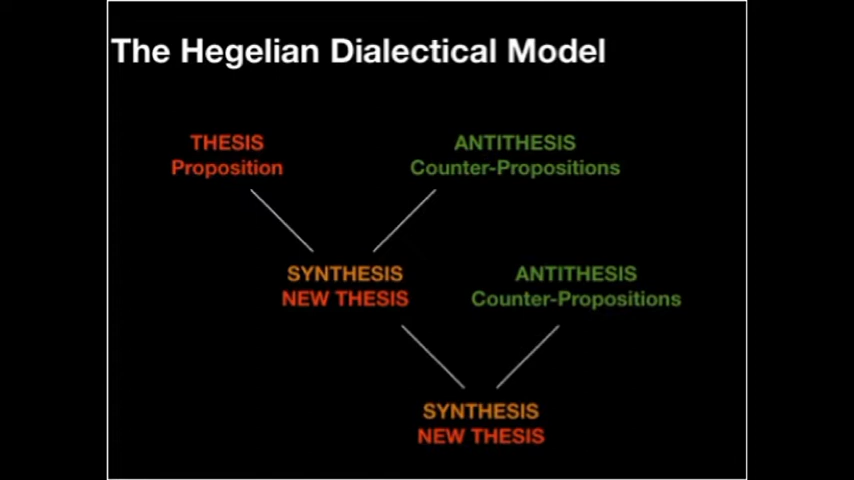 The Hegelian Dialectical Model
THESIS
Proposition
ANTITHESIS
Counter-Propositions
SYNTHESIS
NEW THESIS
ANTITHESIS
Counter-Propositions
SYNTHESIS
NEW THESIS